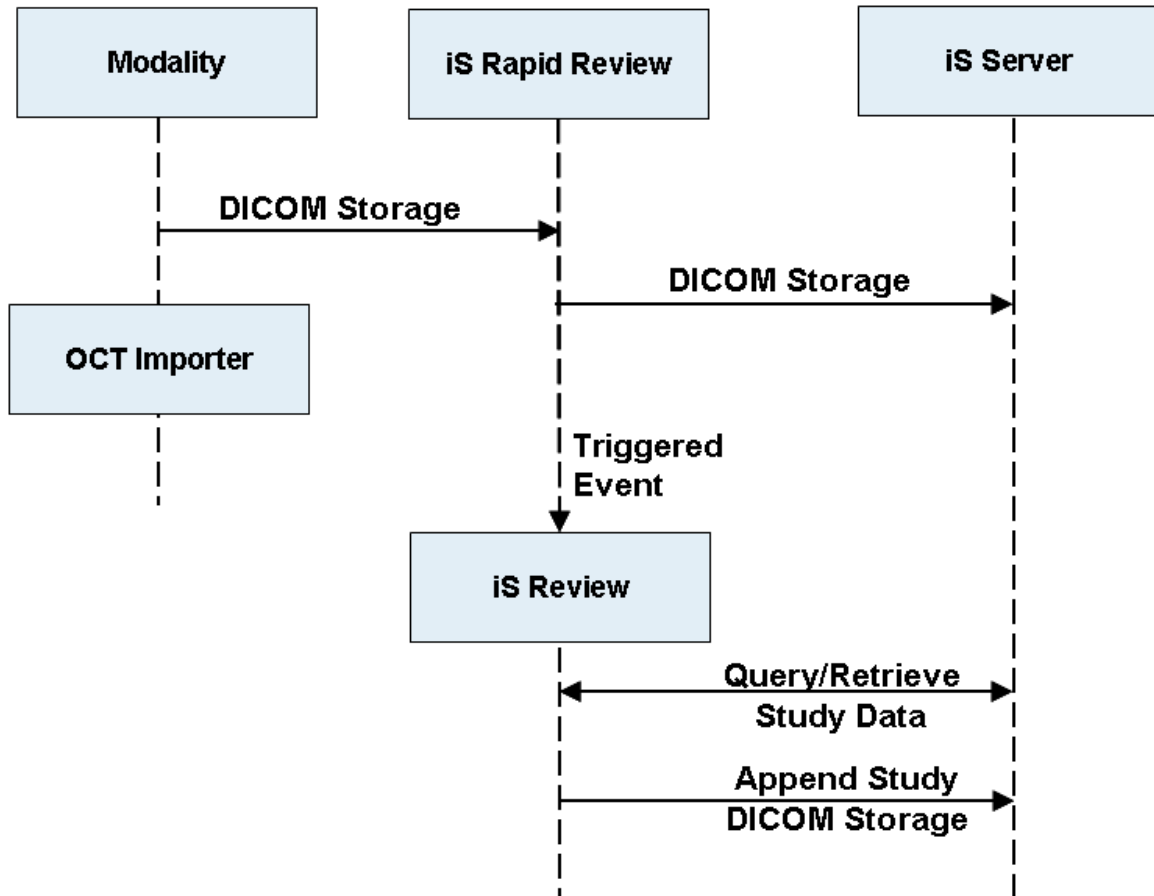 Modality
iS Rapid Review
iS Server
DICOM Storage
DICOM Storage
OCT Importer
Triggered
Event
iS Review
Query/Retrieve
Study Data
Append Study
DICOM Storage